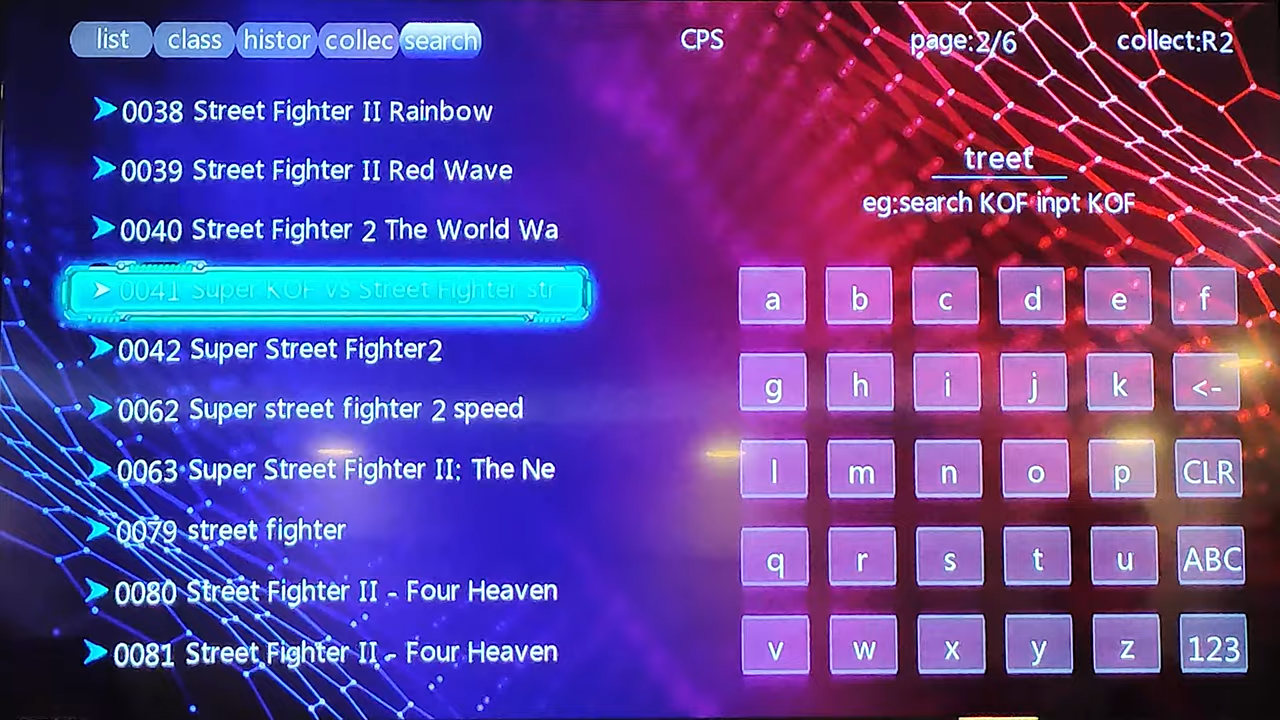 list class histor collec search CPS page:2/6 collect:R2
0038 Street Fighter II Rainbow
0039 Street Fighter II Red Wave
0040 Street Fighter 2 The World Wa
0041 Super KOF Vs Street Fighter str
0042 Super Street Fighter2
0062 Super street fighter 2 speed
0063 Super Street Fighter II: The Ne
0079 street fighter
0080 Street Fighter II - Four Heaven
0081 Street Fighter II - Four Heaven
treet
eg:search KOF inpt KOF
a b c d e f
g h i j k <-
l m n o p CLR
q r s t u ABC
v w x y z 123